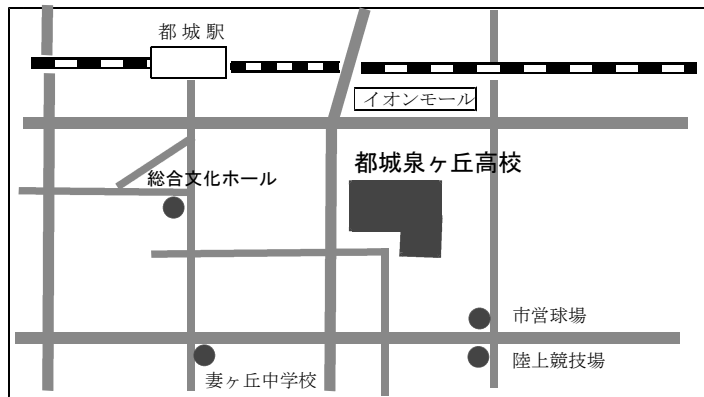 都城駅
イオンモール
都城泉ヶ丘高校
総合文化ホール
市営球場
陸上競技場
妻ヶ丘中学校